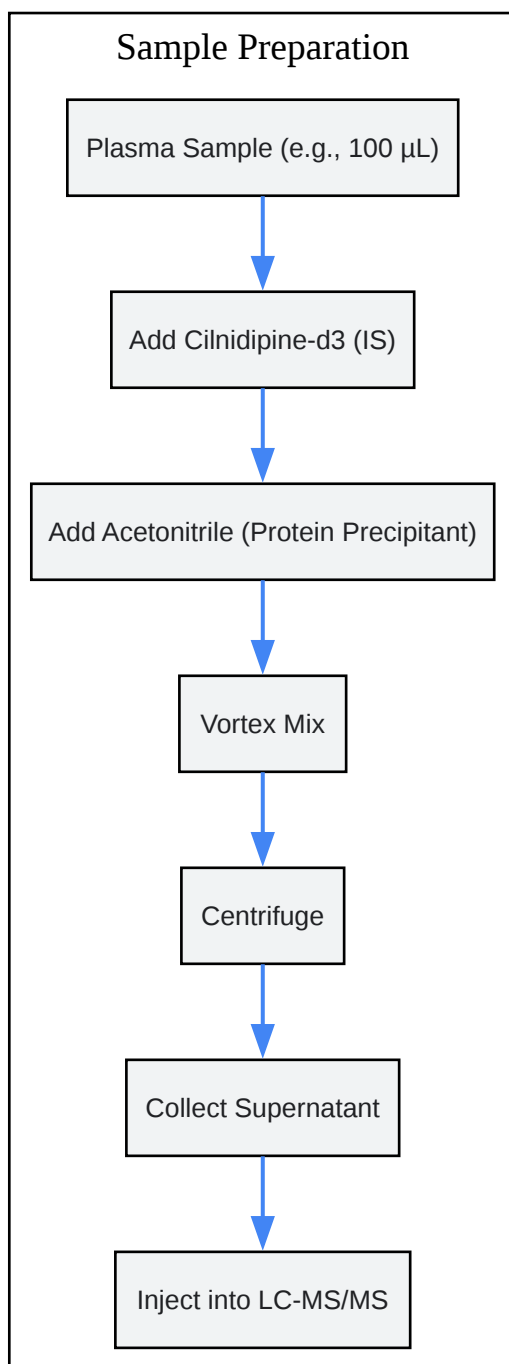 Sample Preparation
Plasma Sample (e.g., 100 µL)
Add Cilnidipine-d3 (IS)
Add Acetonitrile (Protein Precipitant)
Vortex Mix
Centrifuge
Collect Supernatant
Inject into LC-MS/MS